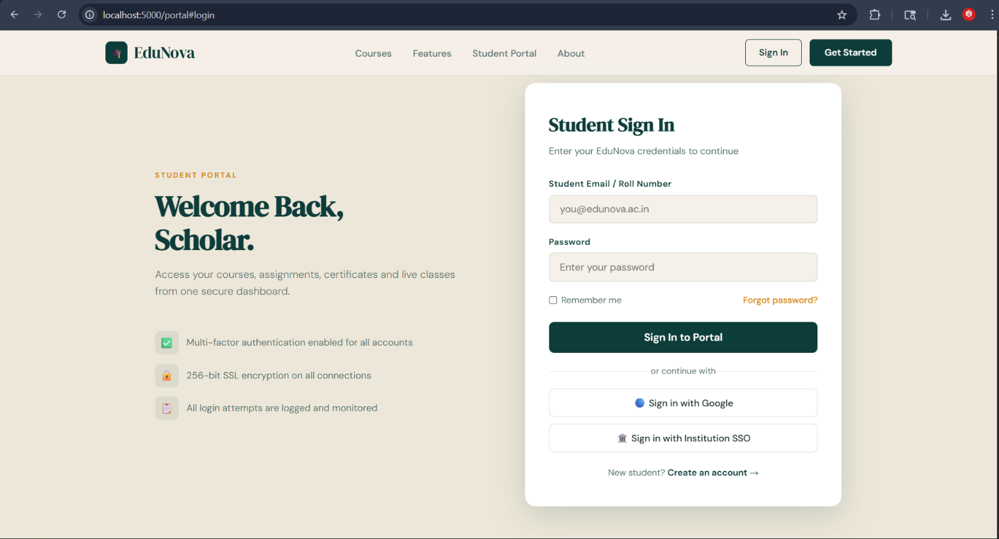 localhost:5000/portal#login
EduNova
Courses
Features
Student Portal
About
Sign In
Get Started
STUDENT PORTAL
Welcome Back,
Scholar.
Access your courses, assignments, certificates and live classes
from one secure dashboard.
Multi-factor authentication enabled for all accounts
256-bit SSL encryption on all connections
All login attempts are logged and monitored
Student Sign In
Enter your EduNova credentials to continue
Student Email / Roll Number
you@edunova.ac.in
Password
Enter your password
Remember me
Forgot password?
Sign In to Portal
or continue with
Sign in with Google
Sign in with Institution SSO
New student? Create an account →